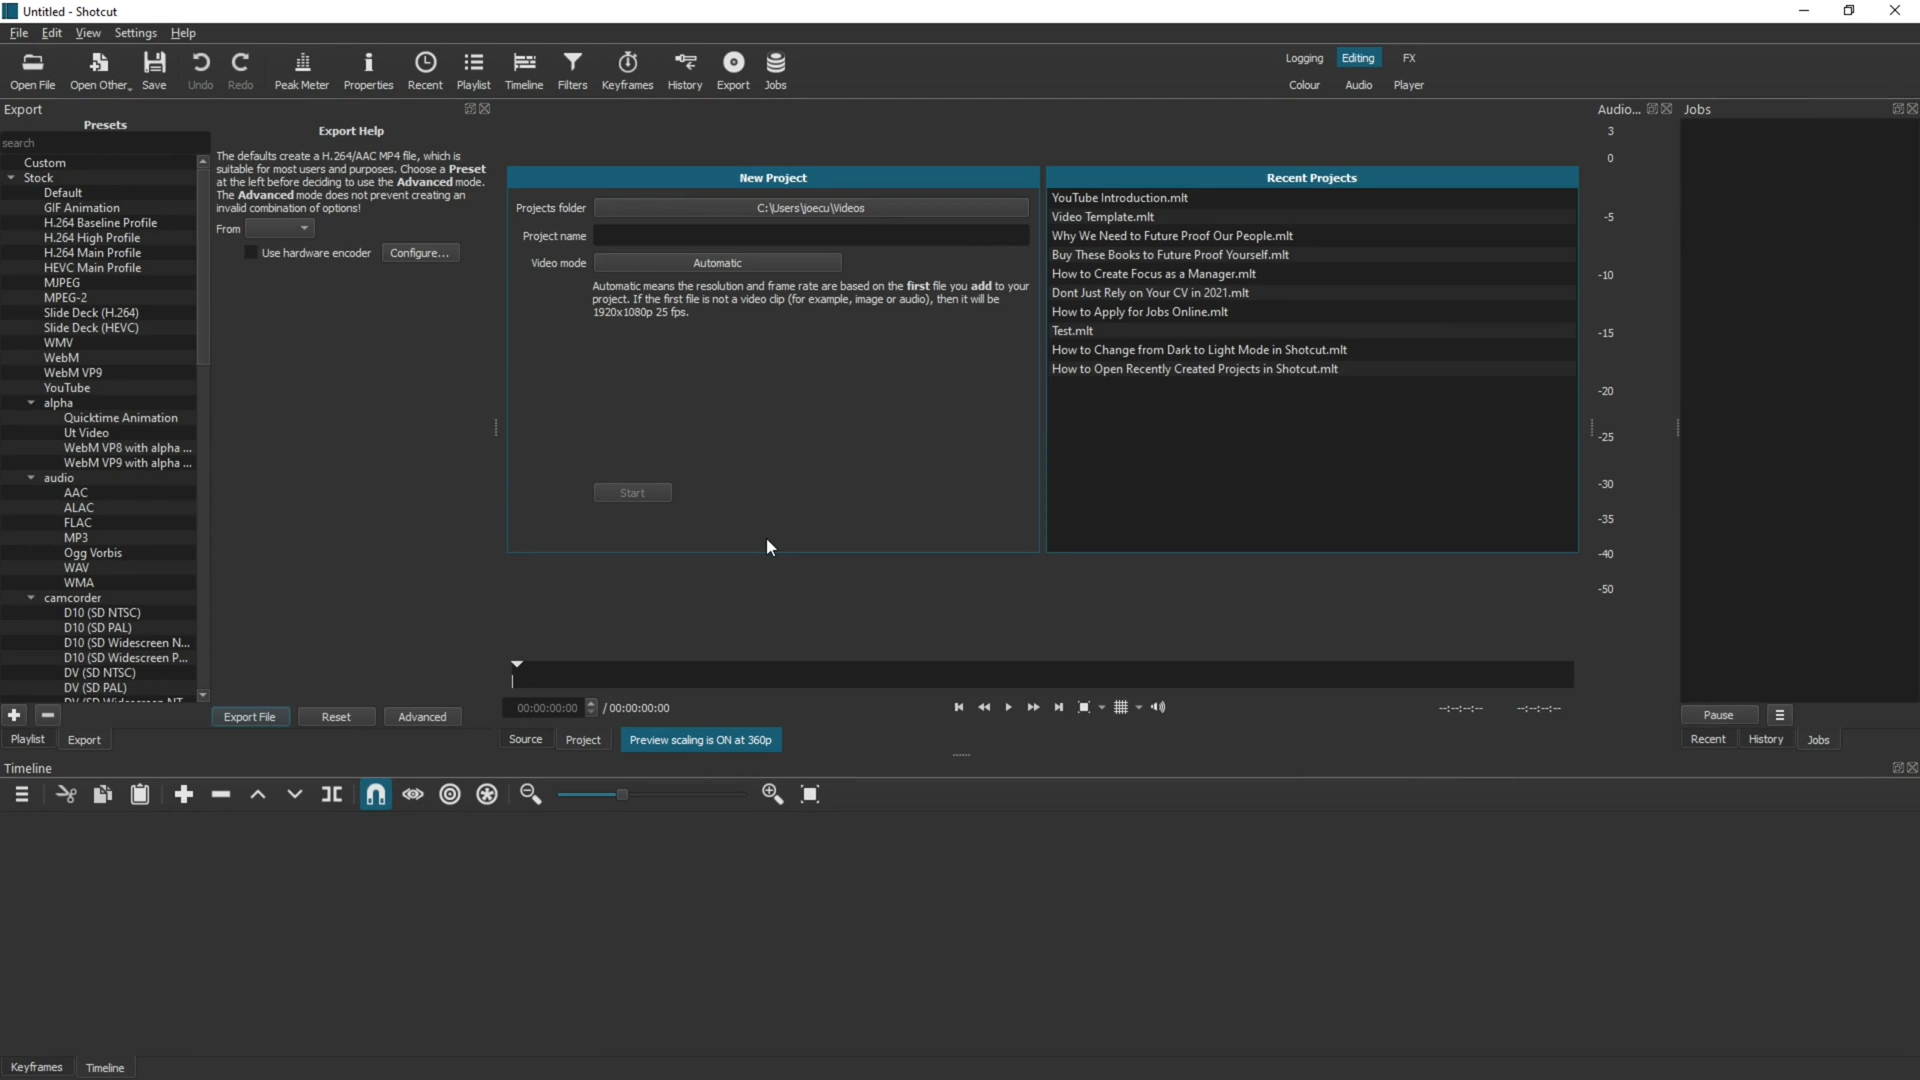 Untitled - Shotcut
File Edit View Settings Help
Open File Open Other... Save Undo Redo Peak Meter Properties Recent Playlist Timeline Filters Keyframes History Export Jobs
Logging Editing FX
Colour Audio Player
Export
Presets
search
Custom
Stock
Default
GIF Animation
H.264 Baseline Profile
H.264 High Profile
H.264 Main Profile
HEVC Main Profile
MJPEG
MPEG-2
Slide Deck (H.264)
Slide Deck (HEVC)
WMV
WebM
WebM VP9
YouTube
alpha
Quicktime Animation
Ut Video
WebM VP8 with alpha ...
WebM VP9 with alpha ...
audio
AAC
ALAC
FLAC
MP3
Ogg Vorbis
WAV
WMA
camcorder
D10 (SD NTSC)
D10 (SD PAL)
D10 (SD Widescreen N...
D10 (SD Widescreen P...
DV (SD NTSC)
DV (SD PAL)
Export Help
The defaults create a H.264/AAC MP4 file, which is
suitable for most users and purposes. Choose a Preset
at the left before deciding to use the Advanced mode.
The Advanced mode does not prevent creating an
invalid combination of options!
From
Use hardware encoder Configure...
Export File Reset Advanced
Playlist Export
New Project
Projects folder C:\Users\joecu\Videos
Project name
Video mode Automatic
Automatic means the resolution and frame rate are based on the first file you add to your
project. If the first file is not a video clip (for example, image or audio), then it will be
1920x1080p 25 fps.
Start
Recent Projects
YouTube Introduction.mlt
Video Template.mlt
Why We Need to Future Proof Our People.mlt
Buy These Books to Future Proof Yourself.mlt
How to Create Focus as a Manager.mlt
Dont Just Rely on Your CV in 2021.mlt
How to Apply for Jobs Online.mlt
Test.mlt
How to Change from Dark to Light Mode in Shotcut.mlt
How to Open Recently Created Projects in Shotcut.mlt
00:00:00:00 / 00:00:00:00
--:--:--:-- --:--:--:--
Source Project Preview scaling is ON at 360p
Audio...
3
0
-5
-10
-15
-20
-25
-30
-35
-40
-50
Jobs
Pause
Recent History Jobs
Timeline
Keyframes Timeline